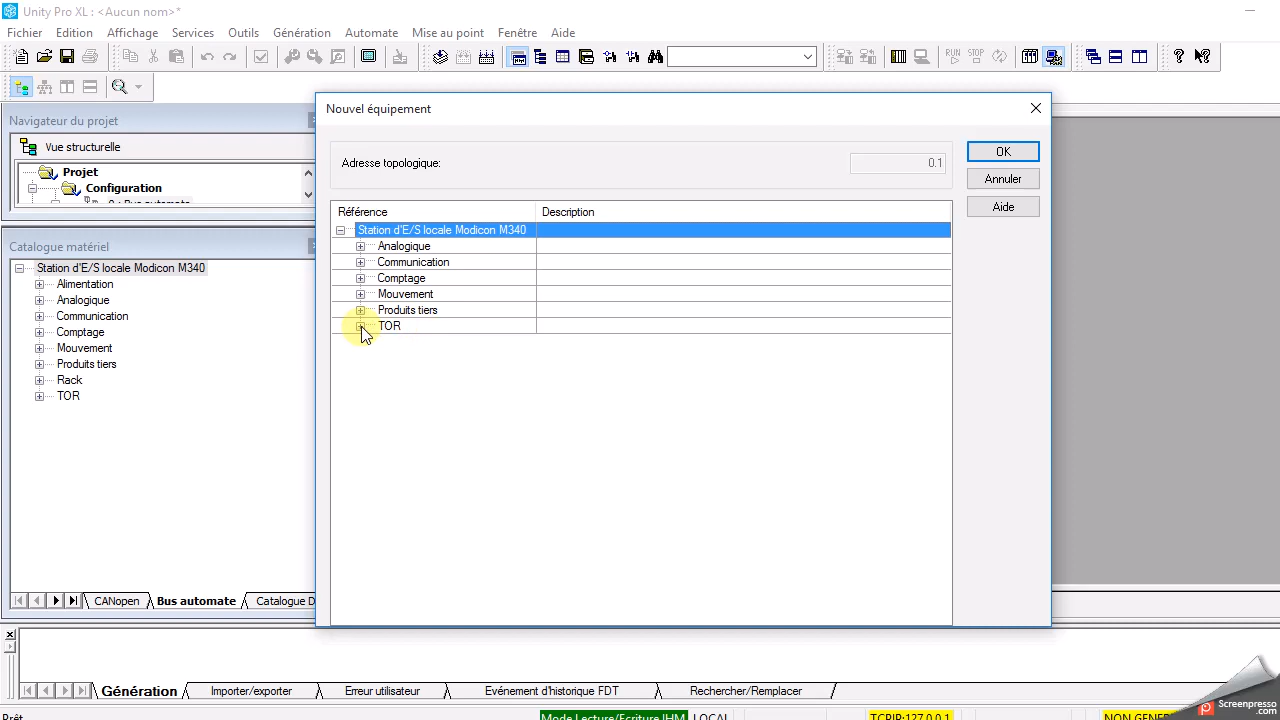 Unity Pro XL : <Aucun nom>*
Fichier Edition Affichage Services Outils Génération Automate Mise au point Fenêtre Aide
Navigateur du projet
Vue structurelle
Projet
Configuration
Catalogue matériel
Station d'E/S locale Modicon M340
Alimentation
Analogique
Communication
Comptage
Mouvement
Produits tiers
Rack
TOR
CANopen Bus automate Catalogue D
Nouvel équipement
Adresse topologique: 0.1
OK
Annuler
Aide
Référence Description
Station d'E/S locale Modicon M340
Analogique
Communication
Comptage
Mouvement
Produits tiers
TOR
Génération Importer/exporter Erreur utilisateur Evénement d'historique FDT Rechercher/Remplacer
Prêt Mode Lecture/Ecriture IHM LOCAL TCPIP:127.0.0.1 NON GENER
Screenpresso
.com